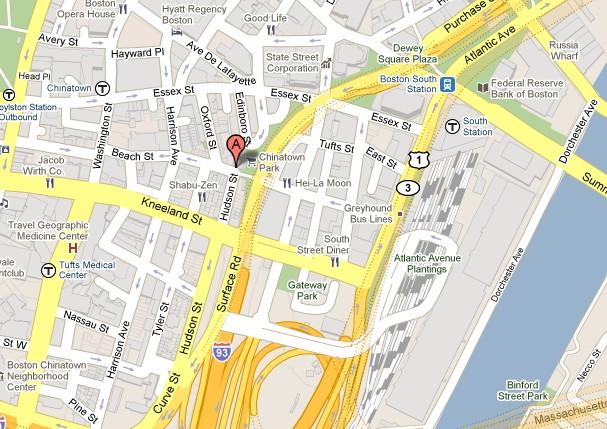 Boston
Opera House
Hyatt Regency
Boston
Good Life
Purchase
Avery St
Hayward Pl
Ave De Lafayette
State Street
Corporation
Dewey
Square Plaza
Atlantic Ave
Russia
Wharf
Head Pl
Chinatown
Essex St
Boston South
Station
Federal Reserve
Bank of Boston
oylston Station
Outbound
Washington St
Harrison Ave
Oxford St
Edinboro S
Essex St
Essex St
South
Station
Dorchester Ave
Beach St
A
Chinatown
Park
Tufts St
East St
1
Jacob
Wirth Co.
Shabu-Zen
Hudson St
Hei-La Moon
3
Summ
Kneeland St
Greyhound
Bus Lines
Travel Geographic
Medicine Center
H
South
Street Diner
Atlantic Avenue
Plantings
vale
htclub
Tufts Medical
Center
Surface Rd
Gateway
Park
Dorchester Ave
Nassau St
Harrison Ave
Tyler St
Hudson St
St W
93
Boston Chinatown
Neighborhood
Center
Pine St
Curve St
Necco St
Binford
Street Park
Massachusetts